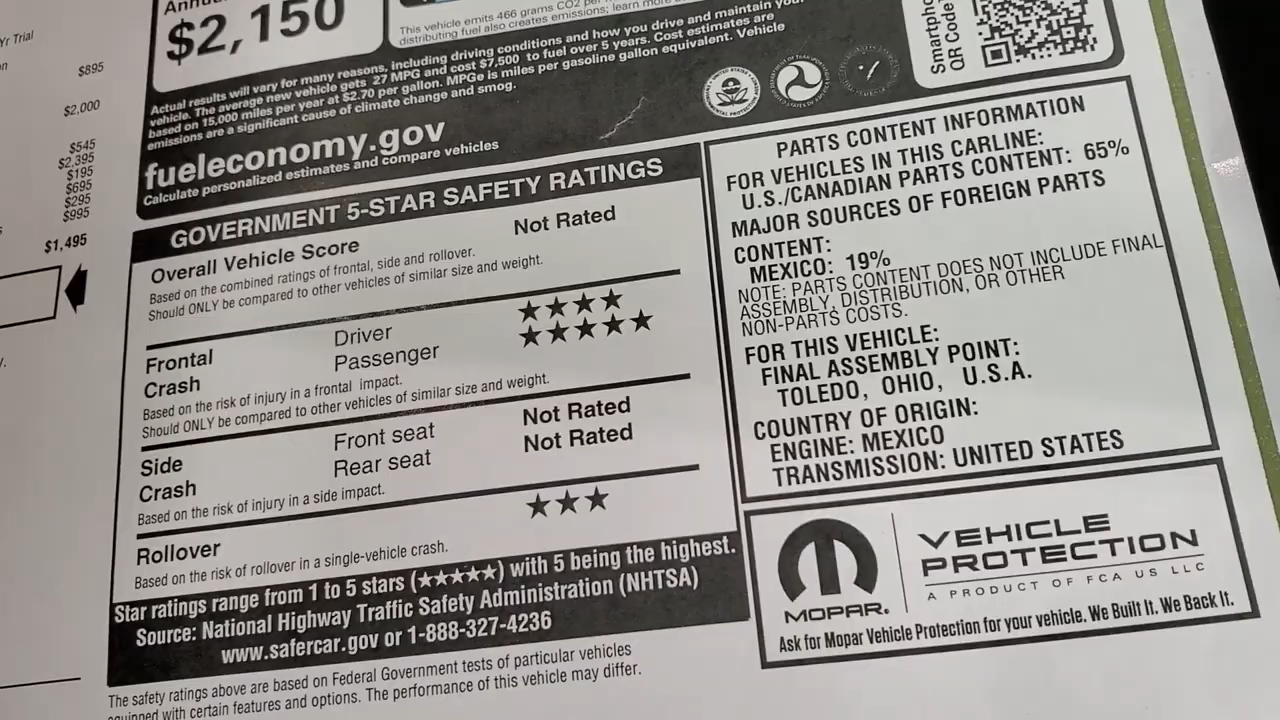 Yr Trial
$895
$2,000
$545
$2,395
$195
$695
$295
$995
$1,495
$2,150
This vehicle emits 466 grams CO2 per
distributing fuel also creates emissions; learn more
Actual results will vary for many reasons, including driving conditions and how you drive and maintain your
vehicle. The average new vehicle gets 27 MPG and cost $7,500 to fuel over 5 years. Cost estimates are
based on 15,000 miles per year at $2.70 per gallon. MPGe is miles per gasoline gallon equivalent. Vehicle
emissions are a significant cause of climate change and smog.
fueleconomy.gov
Calculate personalized estimates and compare vehicles
QR Code
GOVERNMENT 5-STAR SAFETY RATINGS
Overall Vehicle Score Not Rated
Based on the combined ratings of frontal, side and rollover.
Should ONLY be compared to other vehicles of similar size and weight.
Frontal Driver ★★★★
Crash Passenger ★★★★★
Based on the risk of injury in a frontal impact.
Should ONLY be compared to other vehicles of similar size and weight.
Side Front seat Not Rated
Crash Rear seat Not Rated
Based on the risk of injury in a side impact.
Rollover ★★★
Based on the risk of rollover in a single-vehicle crash.
Star ratings range from 1 to 5 stars (★★★★★) with 5 being the highest.
Source: National Highway Traffic Safety Administration (NHTSA)
www.safercar.gov or 1-888-327-4236
The safety ratings above are based on Federal Government tests of particular vehicles
equipped with certain features and options. The performance of this vehicle may differ.
PARTS CONTENT INFORMATION
FOR VEHICLES IN THIS CARLINE:
U.S./CANADIAN PARTS CONTENT: 65%
MAJOR SOURCES OF FOREIGN PARTS
CONTENT:
MEXICO: 19%
NOTE: PARTS CONTENT DOES NOT INCLUDE FINAL
ASSEMBLY, DISTRIBUTION, OR OTHER
NON-PARTS COSTS.
FOR THIS VEHICLE:
FINAL ASSEMBLY POINT:
TOLEDO, OHIO, U.S.A.
COUNTRY OF ORIGIN:
ENGINE: MEXICO
TRANSMISSION: UNITED STATES
MOPAR.
VEHICLE
PROTECTION
A PRODUCT OF FCA US LLC
Ask for Mopar Vehicle Protection for your vehicle. We Built It. We Back It.